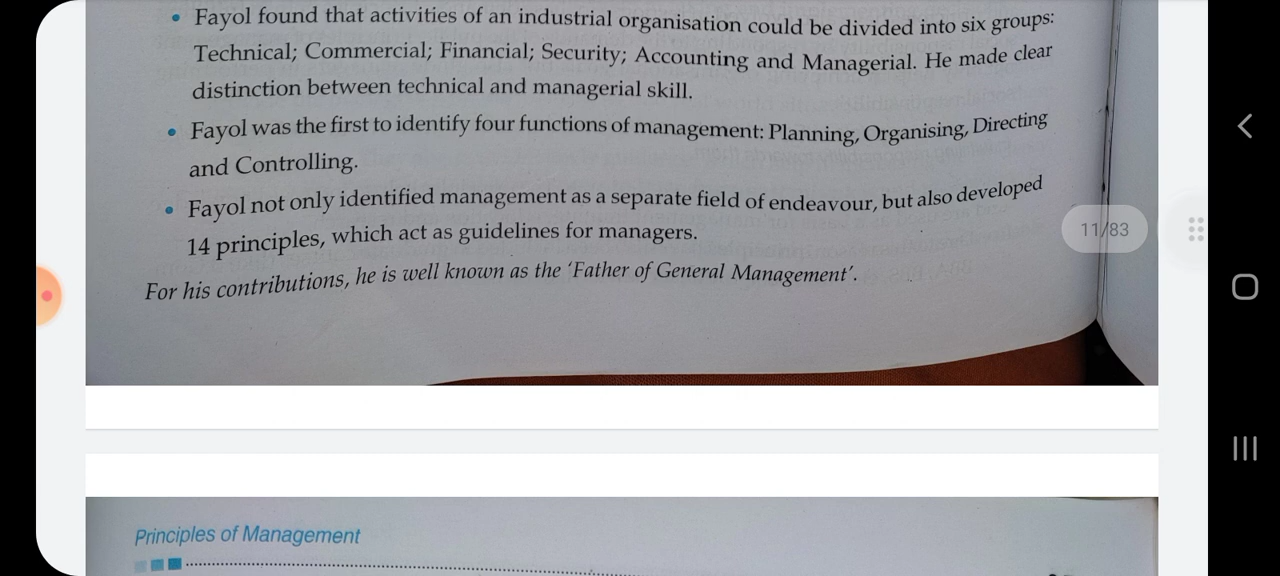 • Fayol found that activities of an industrial organisation could be divided into six groups:
Technical; Commercial; Financial; Security; Accounting and Managerial. He made clear
distinction between technical and managerial skill.
• Fayol was the first to identify four functions of management: Planning, Organising, Directing
and Controlling.
• Fayol not only identified management as a separate field of endeavour, but also developed
14 principles, which act as guidelines for managers.
For his contributions, he is well known as the ‘Father of General Management’.
11/83
Principles of Management